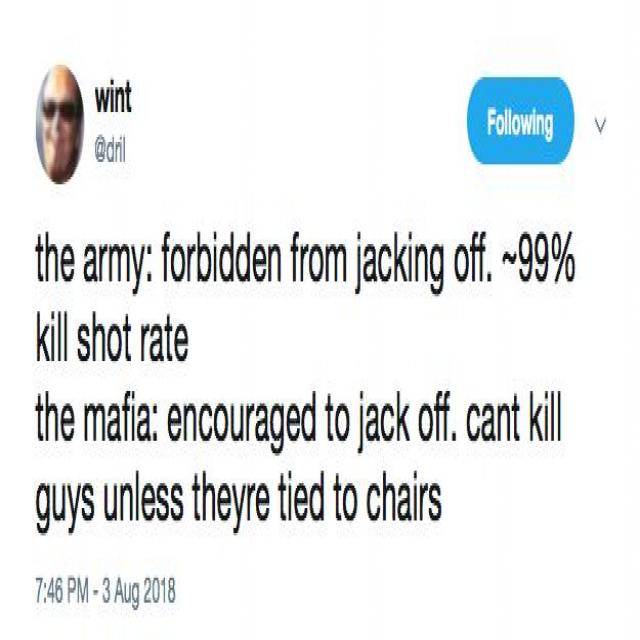 wint
@dril
Following
the army: forbidden from jacking off. ~99%
kill shot rate
the mafia: encouraged to jack off. cant kill
guys unless theyre tied to chairs
7:46 PM - 3 Aug 2018